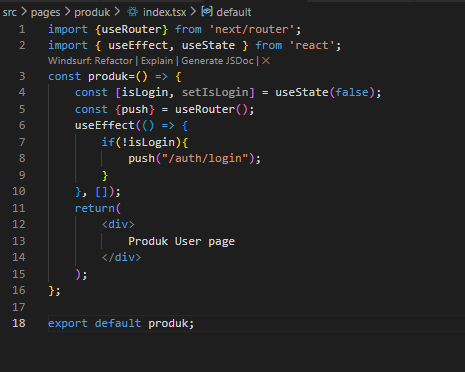 src > pages > produk > index.tsx > default
1 import {useRouter} from 'next/router';
2 import { useEffect, useState } from 'react';
Windsurf: Refactor | Explain | Generate JSDoc | ×
3 const produk=() => {
4     const [isLogin, setIsLogin] = useState(false);
5     const {push} = useRouter();
6     useEffect(() => {
7         if(!isLogin){
8             push("/auth/login");
9         }
10     }, []);
11     return(
12         <div>
13             Produk User page
14         </div>
15     );
16 };
17
18 export default produk;